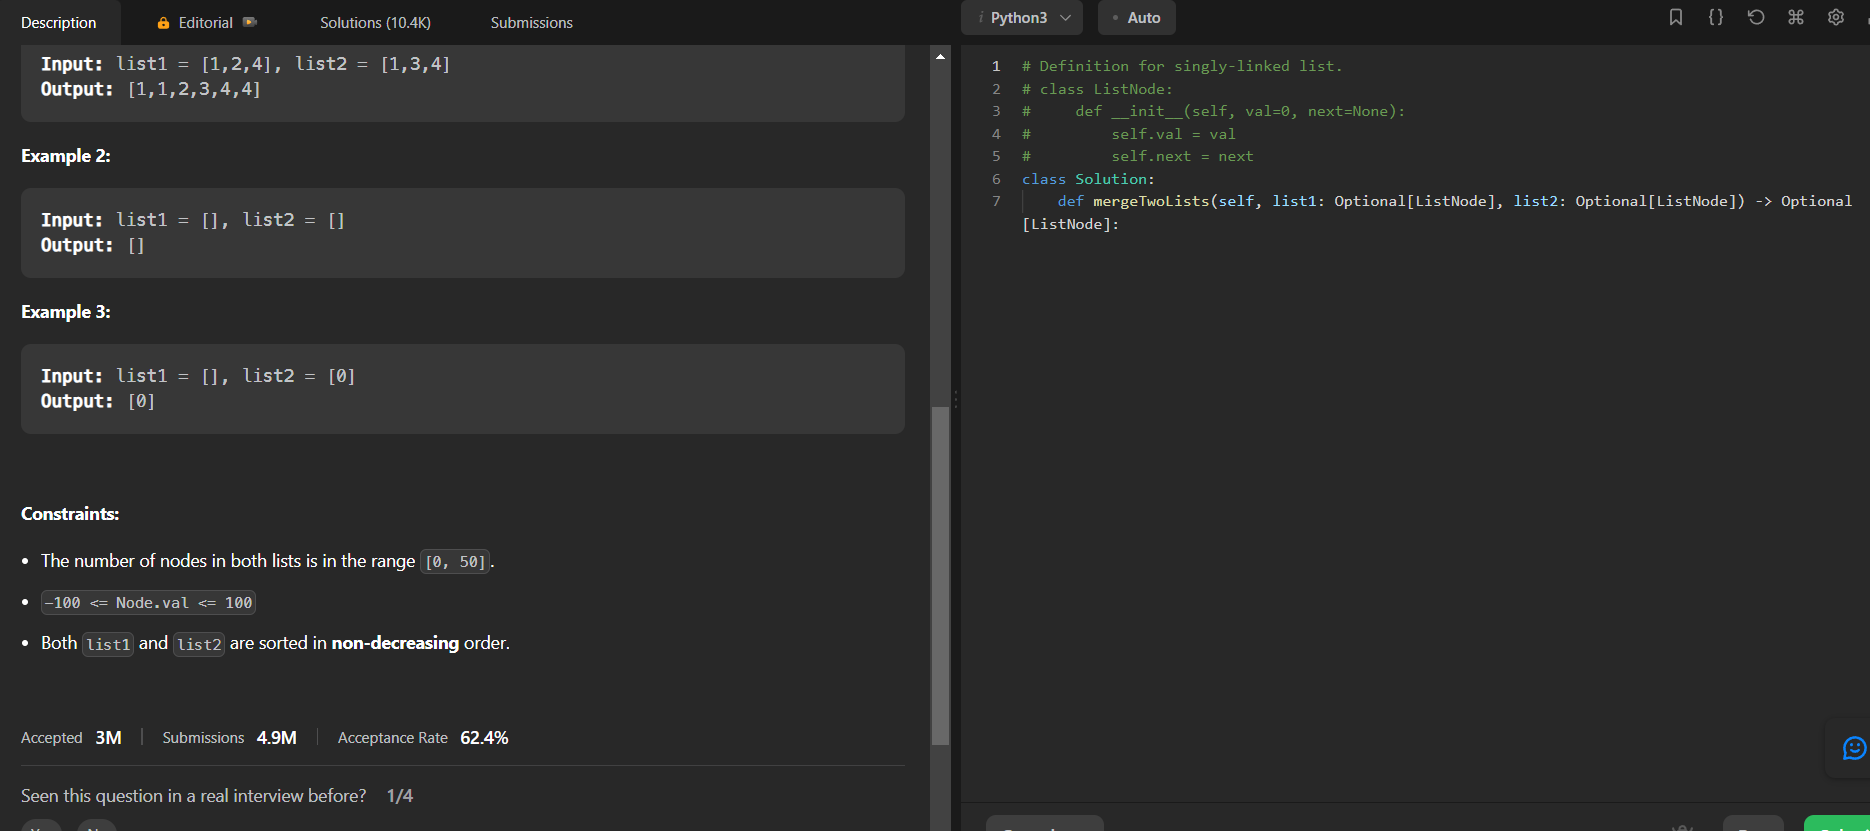 Description
Editorial
Solutions (10.4K)
Submissions
Input: list1 = [1,2,4], list2 = [1,3,4]
Output: [1,1,2,3,4,4]
Example 2:
Input: list1 = [], list2 = []
Output: []
Example 3:
Input: list1 = [], list2 = [0]
Output: [0]
Constraints:
• The number of nodes in both lists is in the range [0, 50].
• -100 <= Node.val <= 100
• Both list1 and list2 are sorted in non-decreasing order.
Accepted 3M
Submissions 4.9M
Acceptance Rate 62.4%
Seen this question in a real interview before? 1/4
i Python3
• Auto
1 # Definition for singly-linked list.
2 # class ListNode:
3 #     def __init__(self, val=0, next=None):
4 #         self.val = val
5 #         self.next = next
6 class Solution:
7     def mergeTwoLists(self, list1: Optional[ListNode], list2: Optional[ListNode]) -> Optional
[ListNode]: